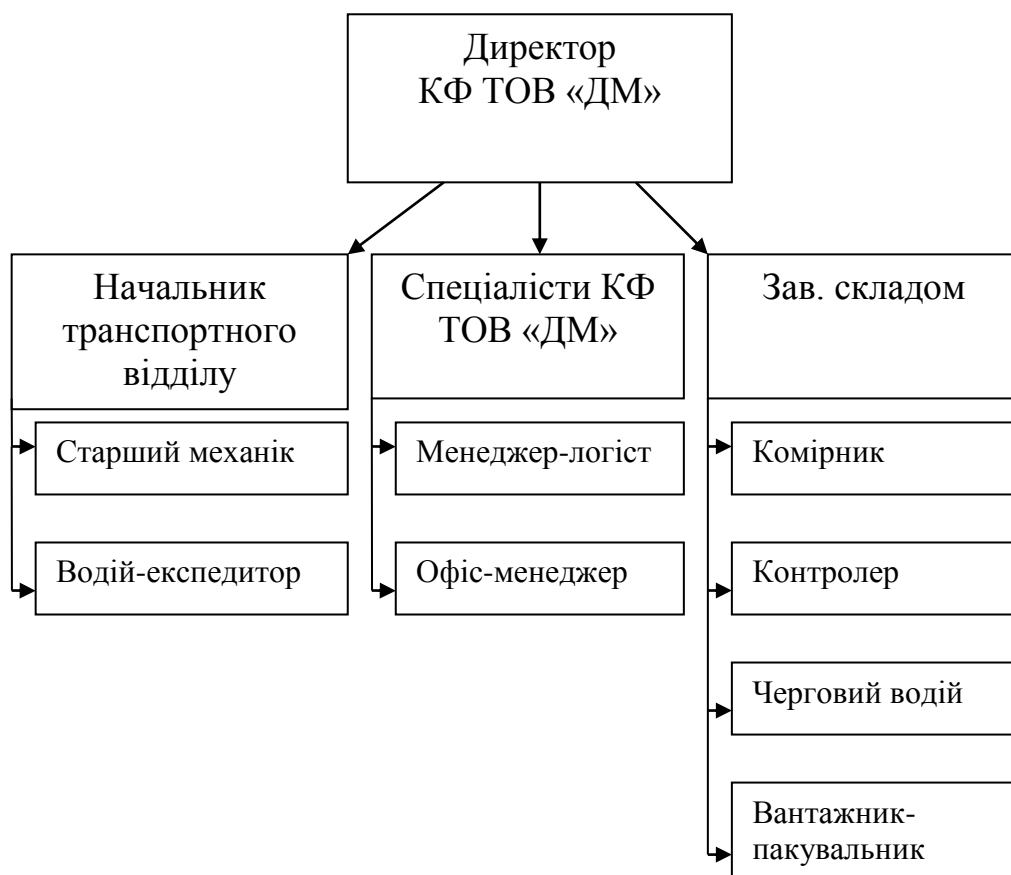 Директор
КФ ТОВ «ДМ»
Начальник
транспортного
відділу
Спеціалісти КФ
ТОВ «ДМ»
Зав. складом
Старший механік
Менеджер-логіст
Комірник
Водій-експедитор
Офіс-менеджер
Контролер
Черговий водій
Вантажник-
пакувальник